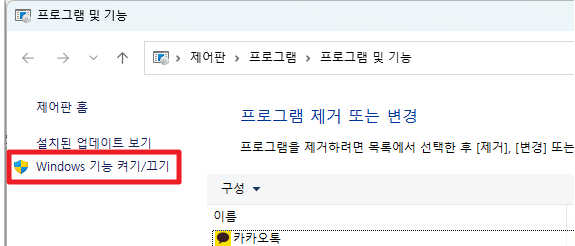 프로그램 및 기능
제어판 > 프로그램 > 프로그램 및 기능
제어판 홈
설치된 업데이트 보기
Windows 기능 켜기/끄기
프로그램 제거 또는 변경
프로그램을 제거하려면 목록에서 선택한 후 [제거], [변경] 또는
구성
이름
카카오톡